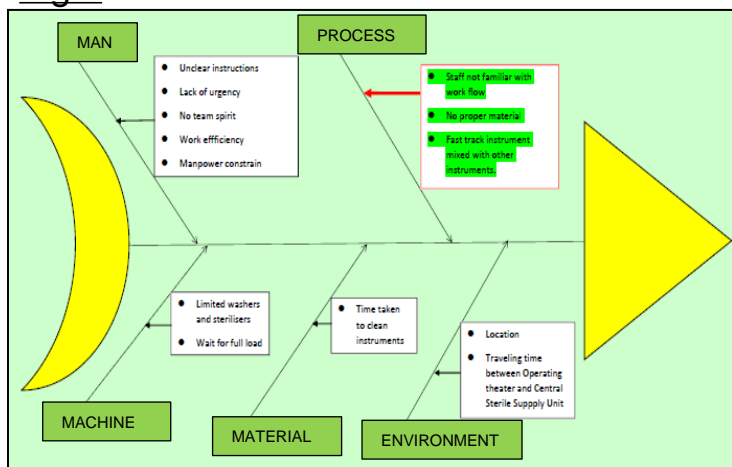 MAN
PROCESS
● Unclear instructions
● Lack of urgency
● No team spirit
● Work effficiency
● Manpower constrain
● Staff not familiar with
work flow
● No proper material
● Fast track instrument
mixed with other
instruments.
● Limited washers
and sterilisers
● Wait for full load
● Time taken
to clean
instruments
● Location
● Traveling time
between Operating
theater and Central
Sterile Suppply Unit
MACHINE
MATERIAL
ENVIRONMENT